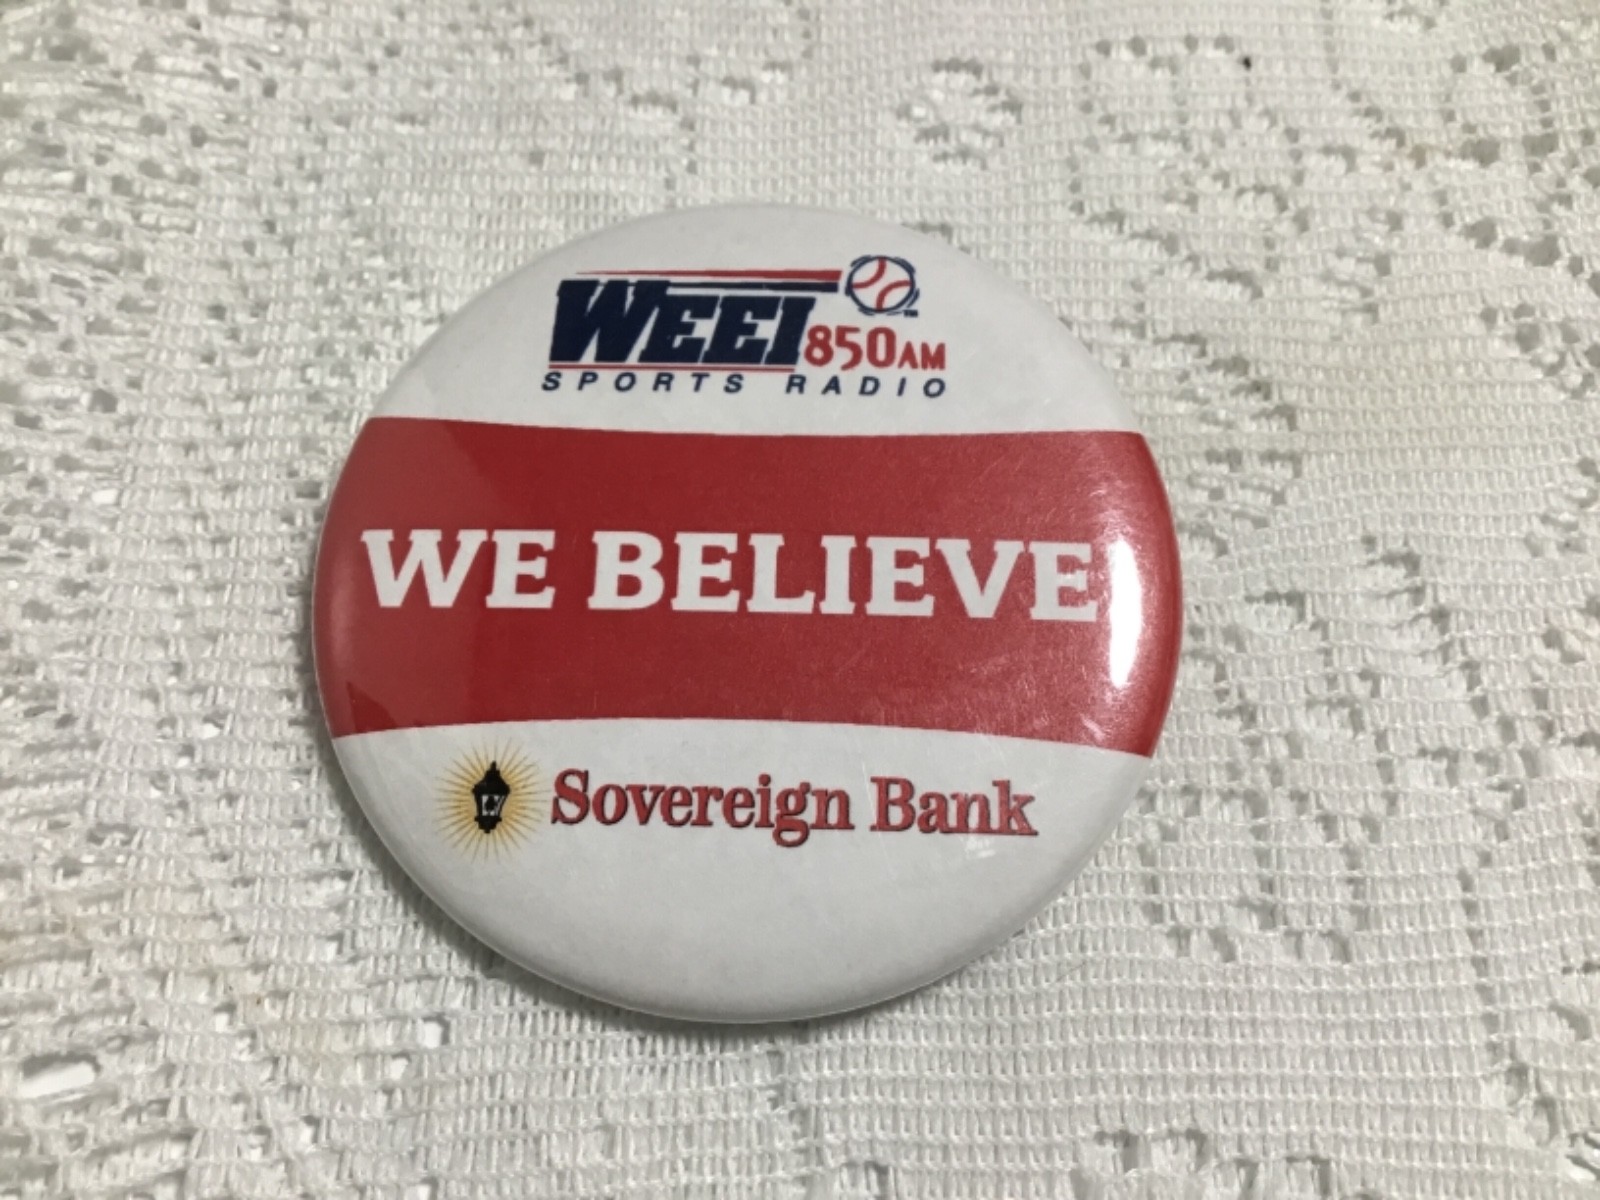 WEEI 850AM
SPORTS RADIO
WE BELIEVE
Sovereign Bank